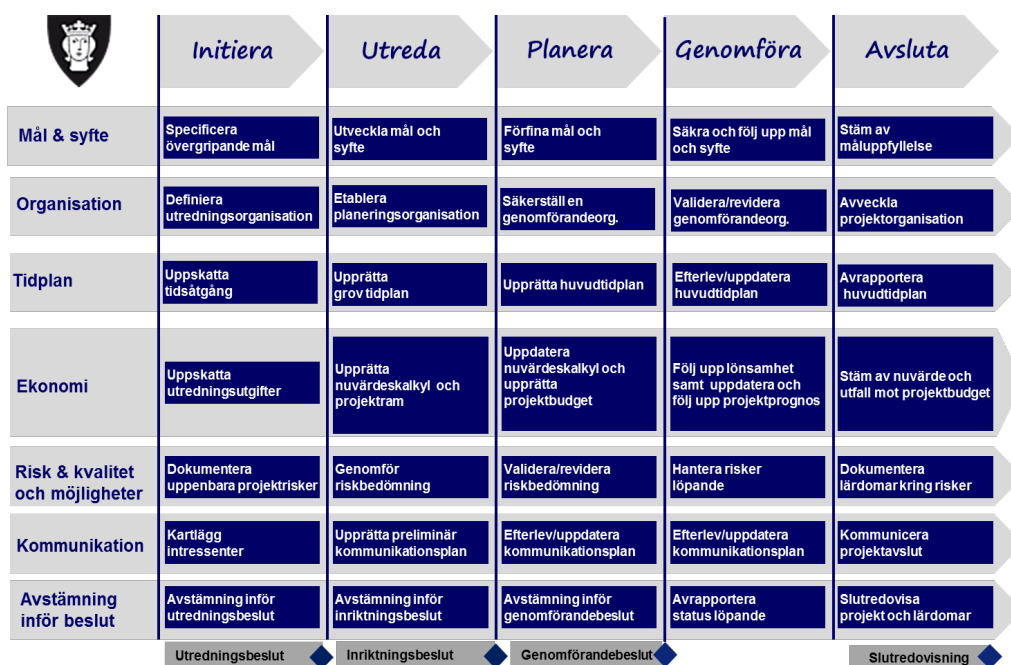 Initiera
Utreda
Planera
Genomföra
Avsluta
Mål & syfte
Specificera
övergripande mål
Utveckla mål och
syfte
Förfina mål och
syfte
Säkra och följ upp mål
och syfte
Stäm av
måluppfyllelse
Organisation
Definiera
utredningsorganisation
Etablera
planeringsorganisation
Säkerställ en
genomförandeorg.
Validera/revidera
genomförandeorg.
Avveckla
projektorganisation
Tidplan
Uppskatta
tidsåtgång
Upprätta
grov tidplan
Upprätta huvudtidplan
Efterlev/uppdatera
huvudtidplan
Avrapportera
huvudtidplan
Ekonomi
Uppskatta
utredningsutgifter
Upprätta
nuvärdeskalkyl och
projektram
Uppdatera
nuvärdeskalkyl och
upprätta
projektbudget
Följ upp lönsamhet
samt uppdatera och
följ upp projektprognos
Stäm av nuvärde och
utfall mot projektbudget
Risk & kvalitet
och möjligheter
Dokumentera
uppenbara projektrisker
Genomför
riskbedömning
Validera/revidera
riskbedömning
Hantera risker
löpande
Dokumentera
lärdomar kring risker
Kommunikation
Kartlägg
intressenter
Upprätta preliminär
kommunikationsplan
Efterlev/uppdatera
kommunikationsplan
Efterlev/uppdatera
kommunikationsplan
Kommunicera
projektavslut
Avstämning
inför beslut
Avstämning inför
utredningsbeslut
Avstämning inför
inriktningsbeslut
Avstämning inför
genomförandebeslut
Avrapportera
status löpande
Slutredovisa
projekt och lärdomar
Utredningsbeslut
Inriktningsbeslut
Genomförandebeslut
Slutredovisning